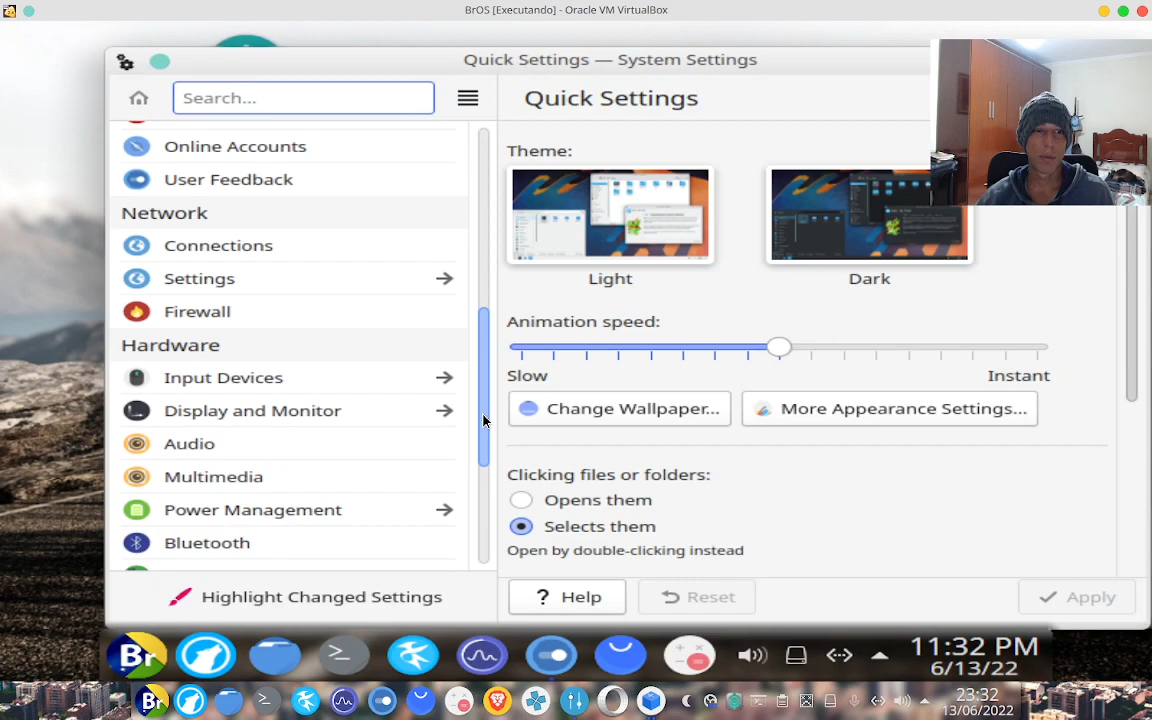 BrOS [Executando] - Oracle VM VirtualBox
Quick Settings — System Settings
Search...
Quick Settings
Online Accounts
User Feedback
Network
Connections
Settings
Firewall
Hardware
Input Devices
Display and Monitor
Audio
Multimedia
Power Management
Bluetooth
Highlight Changed Settings
Theme:
Light
Dark
Animation speed:
Slow
Instant
Change Wallpaper...
More Appearance Settings...
Clicking files or folders:
Opens them
Selects them
Open by double-clicking instead
? Help
Reset
Apply
Br
11:32 PM
6/13/22
Br
23:32
13/06/2022